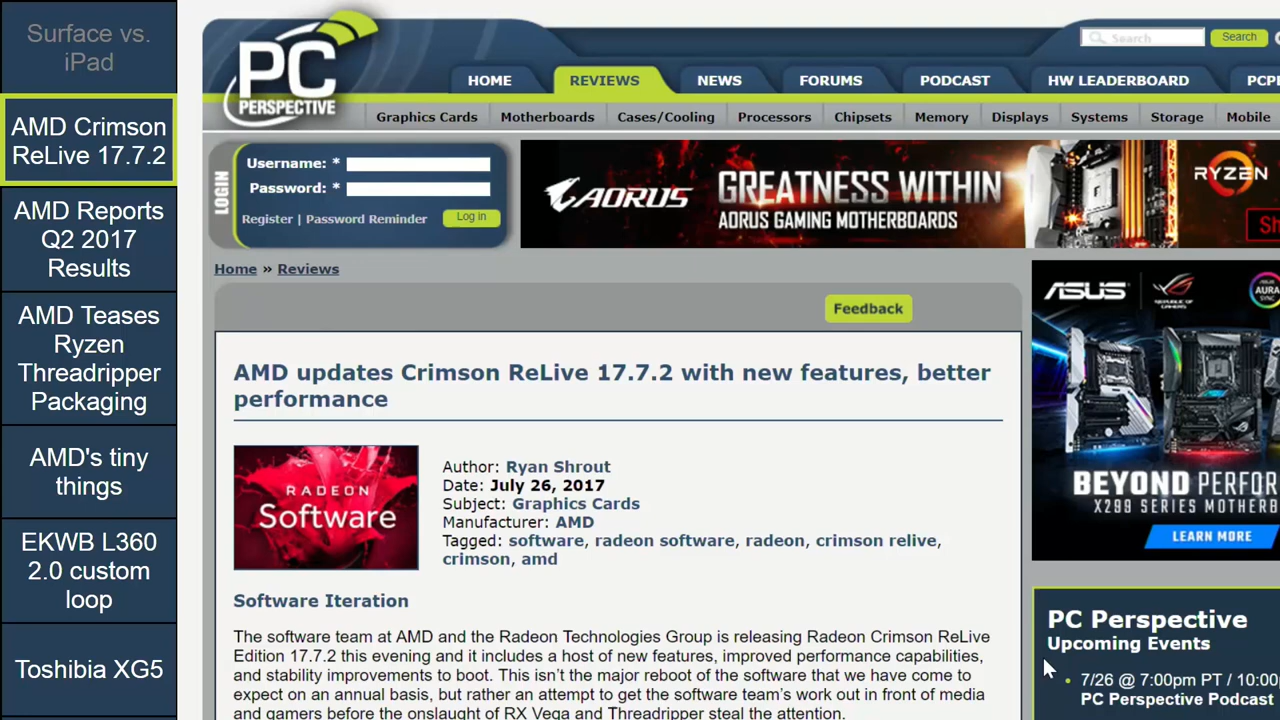 Surface vs.
iPad
AMD Crimson
ReLive 17.7.2
AMD Reports
Q2 2017
Results
AMD Teases
Ryzen
Threadripper
Packaging
AMD's tiny
things
EKWB L360
2.0 custom
loop
Toshibia XG5
PC
PERSPECTIVE
Search
Search
HOME
REVIEWS
NEWS
FORUMS
PODCAST
HW LEADERBOARD
PCP
Graphics Cards
Motherboards
Cases/Cooling
Processors
Chipsets
Memory
Displays
Systems
Storage
Mobile
LOGIN
Username: *
Password: *
Register | Password Reminder
Log in
AORUS
GREATNESS WITHIN
AORUS GAMING MOTHERBOARDS
RYZEN
Sh
Home » Reviews
Feedback
AMD updates Crimson ReLive 17.7.2 with new features, better
performance
RADEON
Software
Author: Ryan Shrout
Date: July 26, 2017
Subject: Graphics Cards
Manufacturer: AMD
Tagged: software, radeon software, radeon, crimson relive,
crimson, amd
Software Iteration
The software team at AMD and the Radeon Technologies Group is releasing Radeon Crimson ReLive
Edition 17.7.2 this evening and it includes a host of new features, improved performance capabilities,
and stability improvements to boot. This isn't the major reboot of the software that we have come to
expect on an annual basis, but rather an attempt to get the software team's work out in front of media
and gamers before the onslaught of RX Vega and Threadripper steal the attention.
ASUS
REPUBLIC OF
GAMERS
AURA
SYNC
BEYOND PERFOR
X299 SERIES MOTHERB
LEARN MORE
PC Perspective
Upcoming Events
7/26 @ 7:00pm PT / 10:00
PC Perspective Podcast